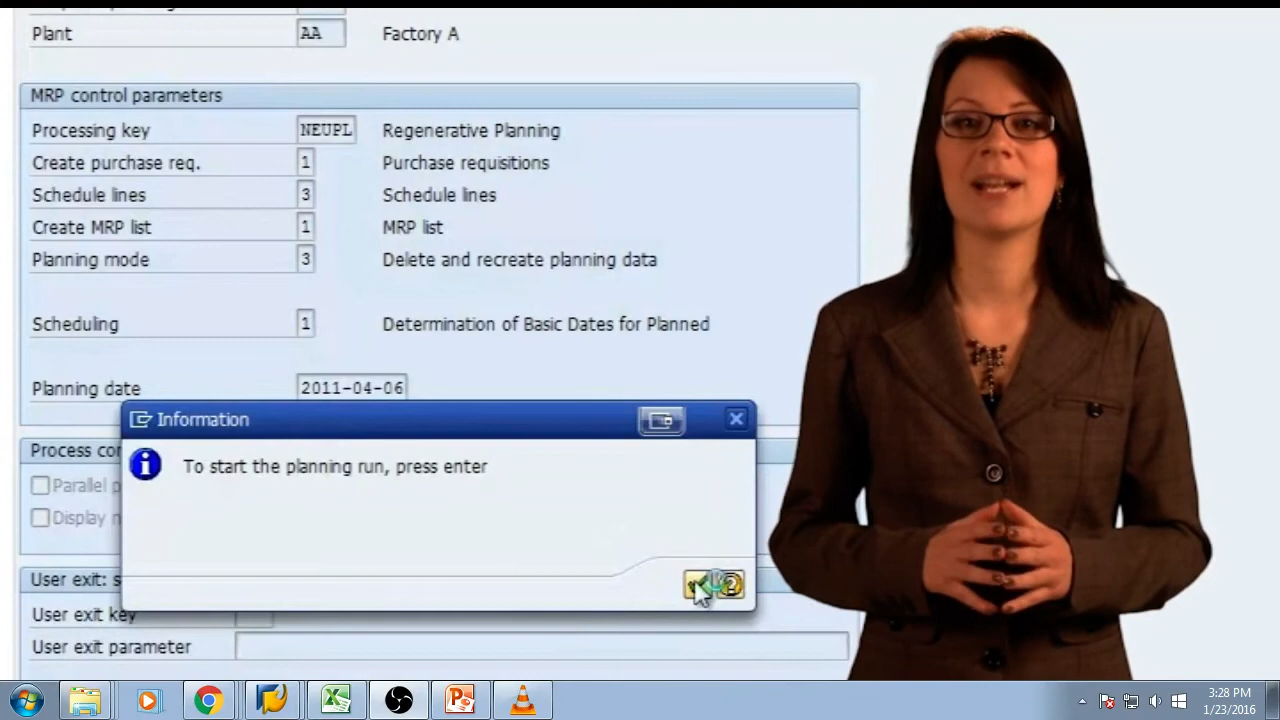 Plant AA Factory A
MRP control parameters
Processing key NEUPL Regenerative Planning
Create purchase req. 1 Purchase requisitions
Schedule lines 3 Schedule lines
Create MRP list 1 MRP list
Planning mode 3 Delete and recreate planning data
Scheduling 1 Determination of Basic Dates for Planned
Planning date 2011-04-06
Information
To start the planning run, press enter
Process
Parallel
Display
User exit:
User exit key
User exit parameter
3:28 PM
1/23/2016